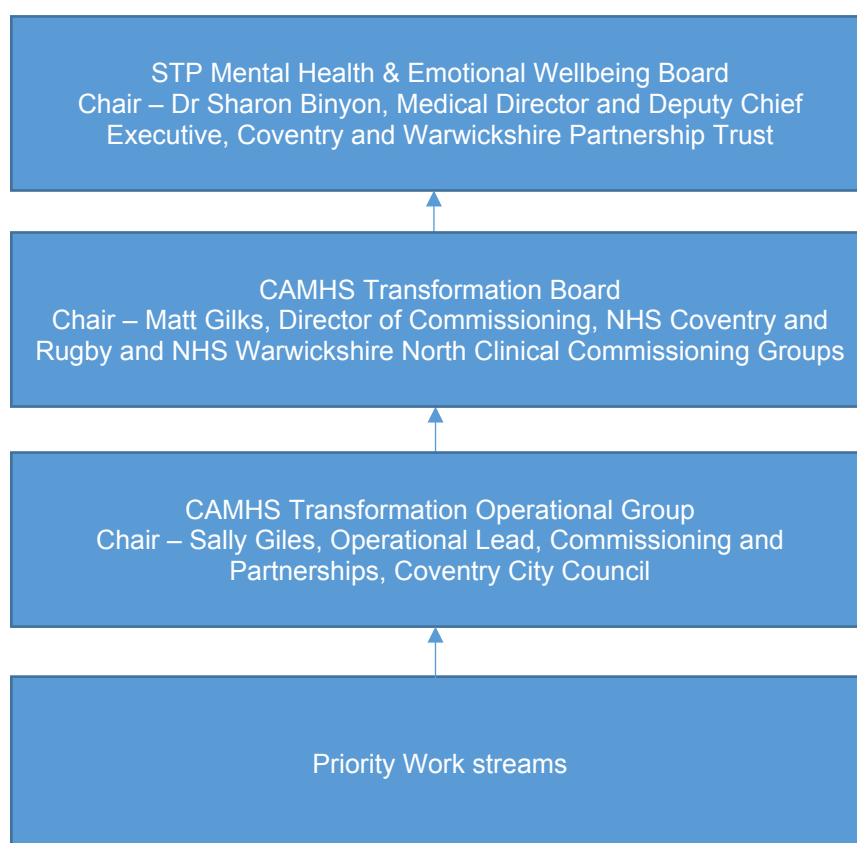 STP Mental Health & Emotional Wellbeing Board
Chair – Dr Sharon Binyon, Medical Director and Deputy Chief
Executive, Coventry and Warwickshire Partnership Trust
CAMHS Transformation Board
Chair – Matt Gilks, Director of Commissioning, NHS Coventry and
Rugby and NHS Warwickshire North Clinical Commissioning Groups
CAMHS Transformation Operational Group
Chair – Sally Giles, Operational Lead, Commissioning and
Partnerships, Coventry City Council
Priority Work streams